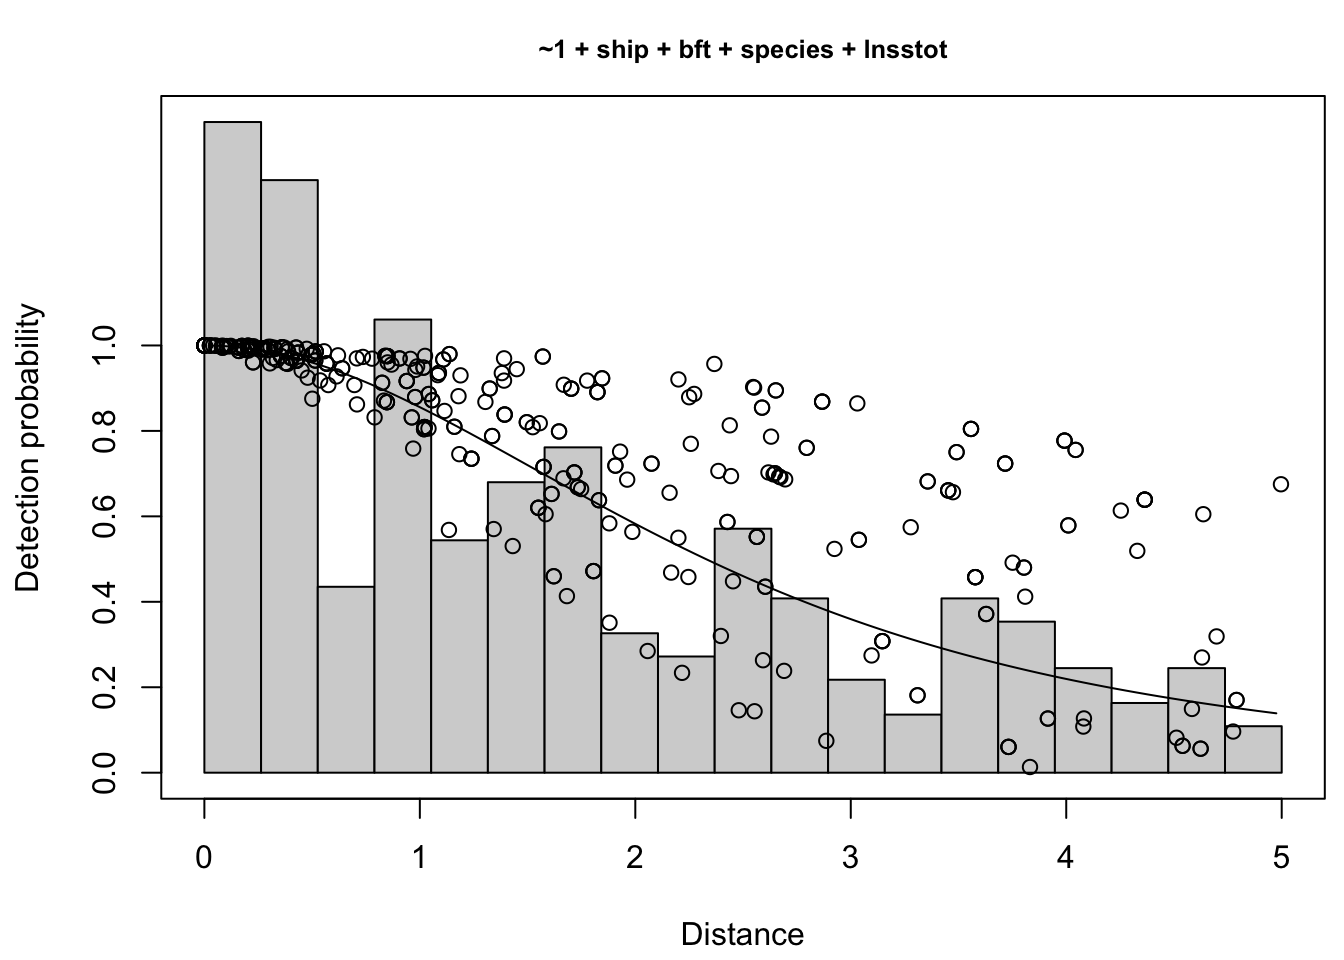 ~1 + ship + bft + species + lnsstot
Detection probability
1.0
0.8
0.6
0.4
0.2
0.0
0 1 2 3 4 5
Distance